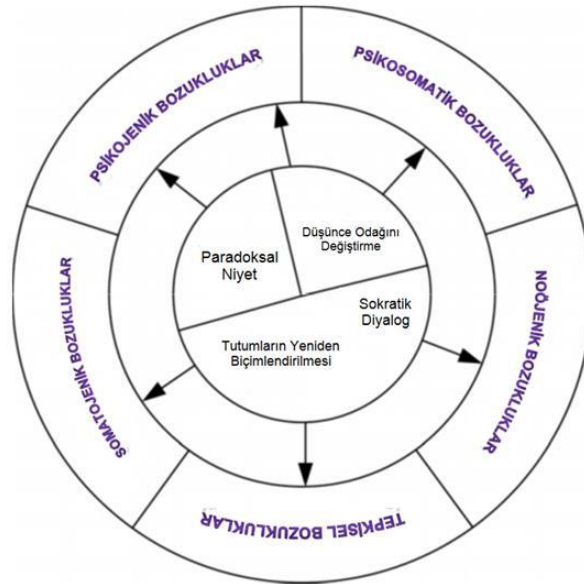 PSİKOJENİK BOZUKLUKLAR
PSİKOSOMATİK BOZUKLUKLAR
Düşünce Odağını
Değiştirme
Paradoksal
Niyet
Sokratik
Diyalog
Tutumların Yeniden
Biçimlendirilmesi
SOMATOJENİK BOZUKLUKLAR
NOÖJENİK BOZUKLUKLAR
TEPKİSEL BOZUKLUKLAR